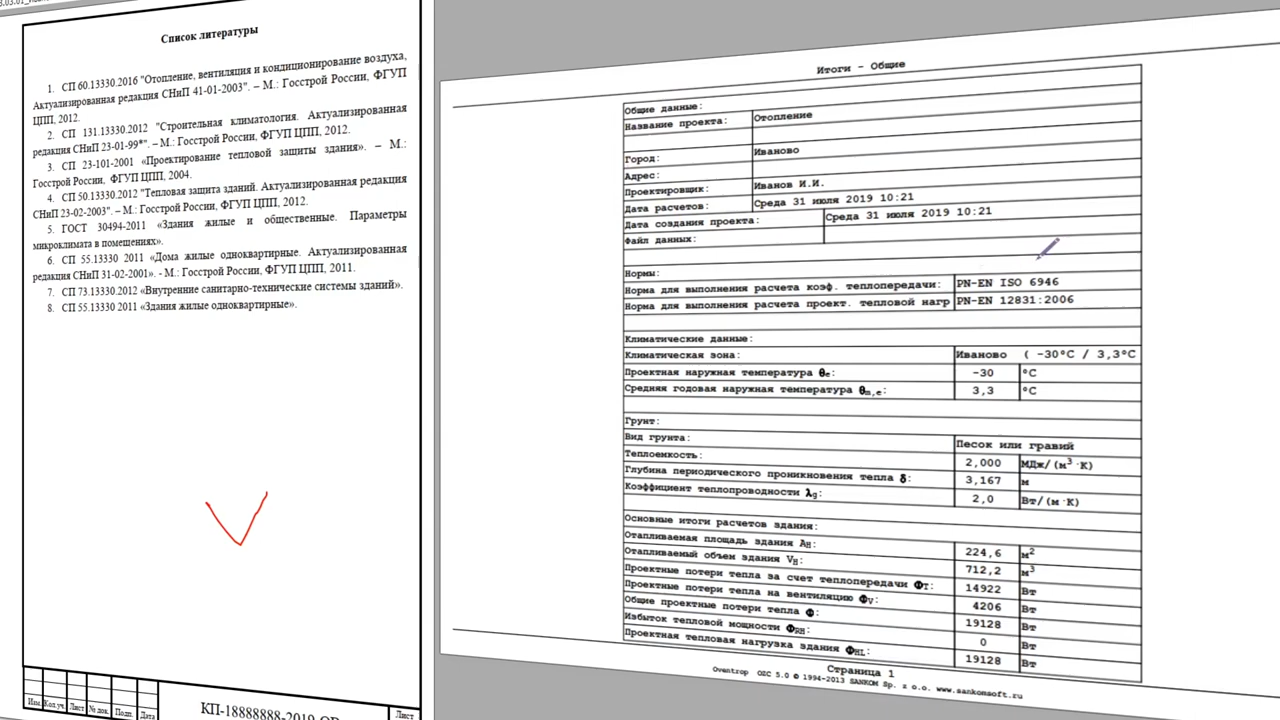 Список литературы
1. СП 60.13330.2016 "Отопление, вентиляция и кондиционирование воздуха,
Актуализированная редакция СНиП 41-01-2003". – М.: Госстрой России, ФГУП
ЦПП, 2012.
2. СП 131.13330.2012 "Строительная климатология. Актуализированная
редакция СНиП 23-01-99*". – М.: Госстрой России, ФГУП ЦПП, 2012.
3. СП 23-101-2001 «Проектирование тепловой защиты здания». – М.:
Госстрой России, ФГУП ЦПП, 2004.
4. СП 50.13330.2012 "Тепловая защита зданий. Актуализированная редакция
СНиП 23-02-2003". – М.: Госстрой России, ФГУП ЦПП, 2012.
5. ГОСТ 30494-2011 «Здания жилые и общественные. Параметры
микроклимата в помещениях».
6. СП 55.13330 2011 «Дома жилые одноквартирные. Актуализированная
редакция СНиП 31-02-2001». - М.: Госстрой России, ФГУП ЦПП, 2011.
7. СП 73.13330.2012 «Внутренние санитарно-технические системы зданий».
8. СП 55.13330 2011 «Здания жилые одноквартирные».
Изм. Кол.уч. Лист № док. Подп. Дата
КП-18888888-2019-ОВ
Лист
Итоги - Общие
Общие данные:
Название проекта: Отопление
Город: Иваново
Адрес:
Проектировщик: Иванов И.И.
Дата расчетов: Среда 31 июля 2019 10:21
Дата создания проекта: Среда 31 июля 2019 10:21
Файл данных:
Нормы:
Норма для выполнения расчета коэф. теплопередачи: PN-EN ISO 6946
Норма для выполнения расчета проект. тепловой нагр PN-EN 12831:2006
Климатические данные:
Климатическая зона: Иваново ( -30°C / 3,3°C
Проектная наружная температура θe: -30 °C
Средняя годовая наружная температура θm,e: 3,3 °C
Грунт:
Вид грунта: Песок или гравий
Теплоемкость: 2,000 МДж/(м³·К)
Глубина периодического проникновения тепла δ: 3,167 м
Коэффициент теплопроводности λg: 2,0 Вт/(м·К)
Основные итоги расчетов здания:
Отапливаемая площадь здания AН: 224,6 м²
Отапливаемый объем здания VН: 712,2 м³
Проектные потери тепла за счет теплопередачи ΦT: 14922 Вт
Проектные потери тепла на вентиляцию ΦV: 4206 Вт
Общие проектные потери тепла Φ: 19128 Вт
Избыток тепловой мощности ΦRH: 0 Вт
Проектная тепловая нагрузка здания ΦHL: 19128 Вт
Страница 1
Oventrop OZC 5.0 © 1994-2013 SANKOM Sp. z o.o. www.sankomsoft.ru